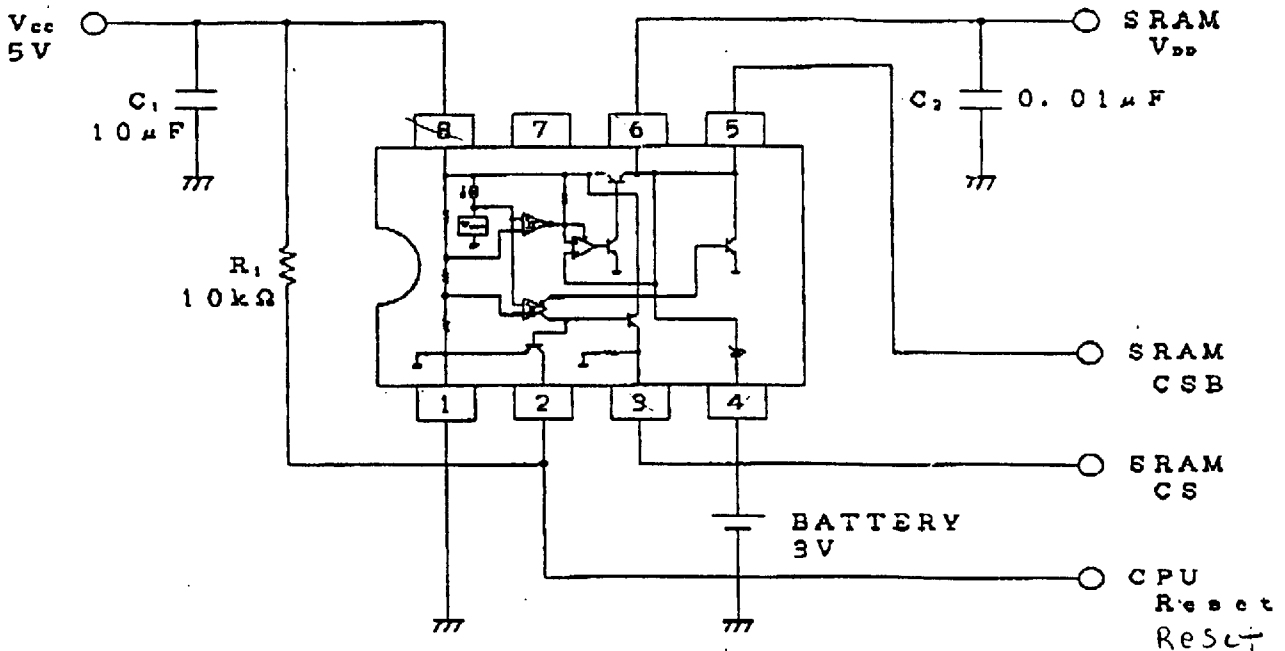 Vcc
5V
C₁
10μF
R₁
10kΩ
8
7
6
5
1
2
3
4
SRAM
VDD
C₂ 0.01μF
SRAM
CSB
SRAM
CS
BATTERY
3V
CPU
Reset
Reset